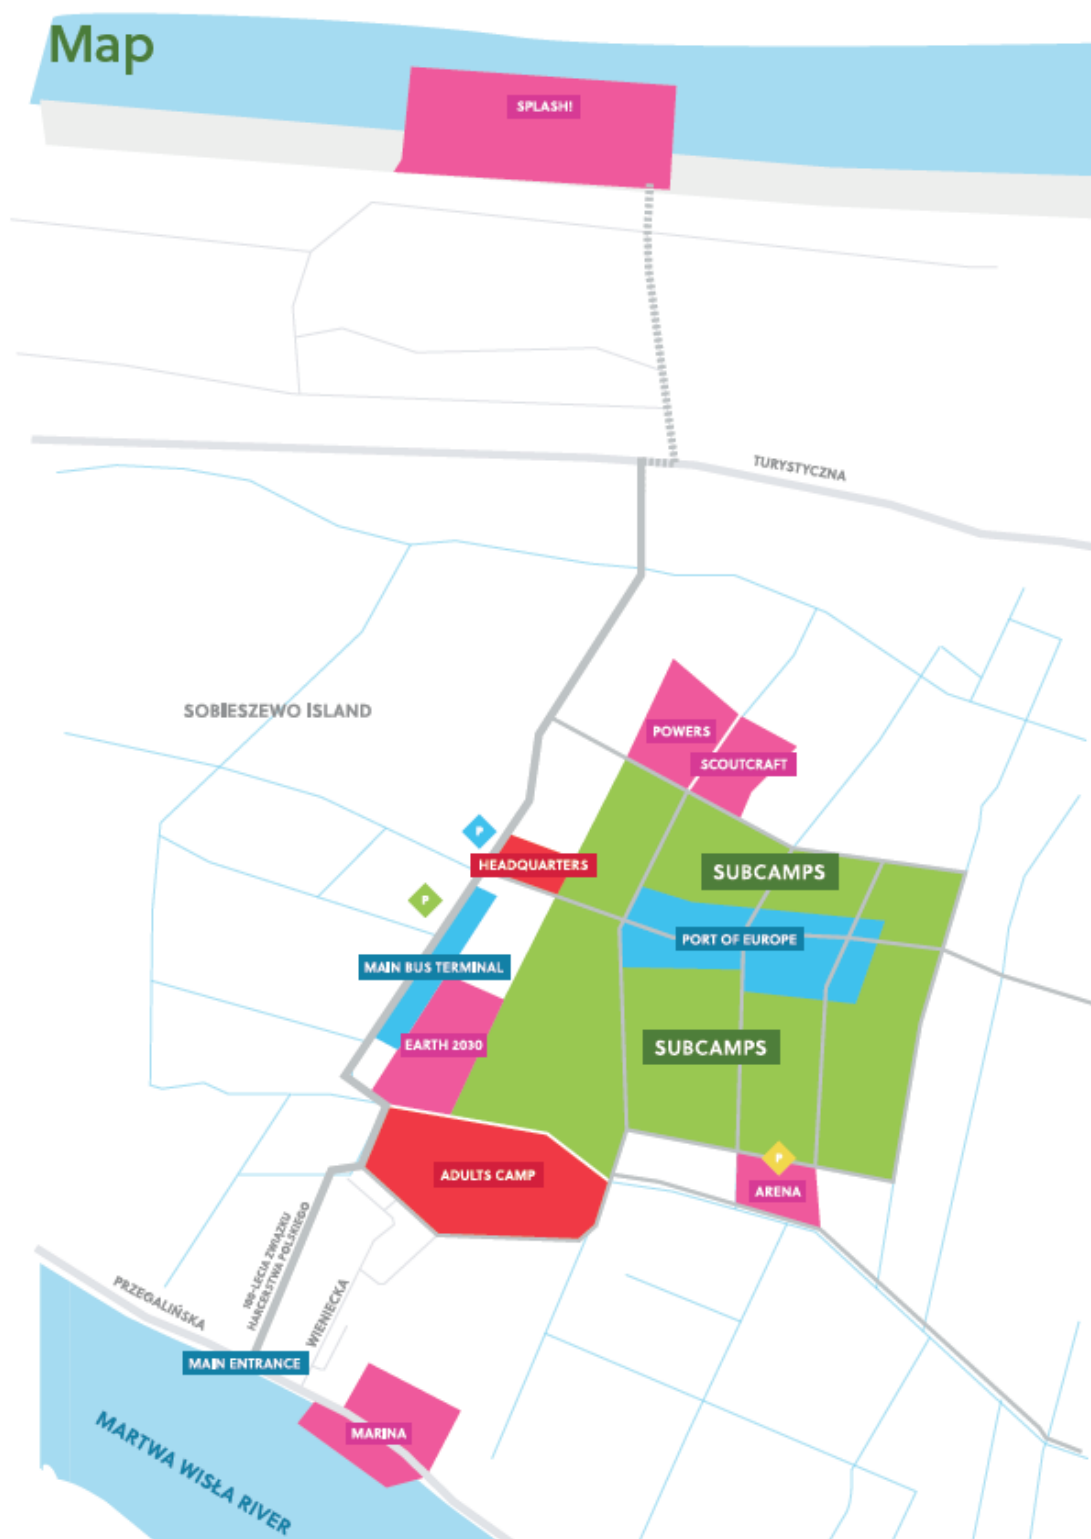 Map
SPLASH!
TURYSTYCZNA
SOBIESZEWO ISLAND
POWERS
SCOUTCRAFT
P
HEADQUARTERS
SUBCAMPS
P
PORT OF EUROPE
MAIN BUS TERMINAL
EARTH 2030
SUBCAMPS
P
ADULTS CAMP
ARENA
100-LECIA ZWIĄZKU
HARCERSTWA POLSKIEGO
PRZEGALIŃSKA
WIENIECKA
MAIN ENTRANCE
MARINA
MARTWA WISŁA RIVER